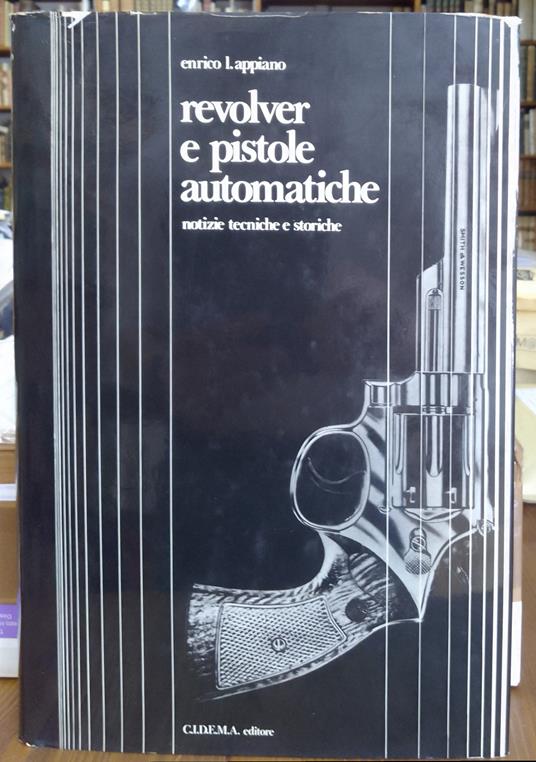 enrico l. appiano
revolver
e pistole
automatiche
notizie tecniche e storiche
SMITH & WESSON
C.I.D.E.M.A. editore